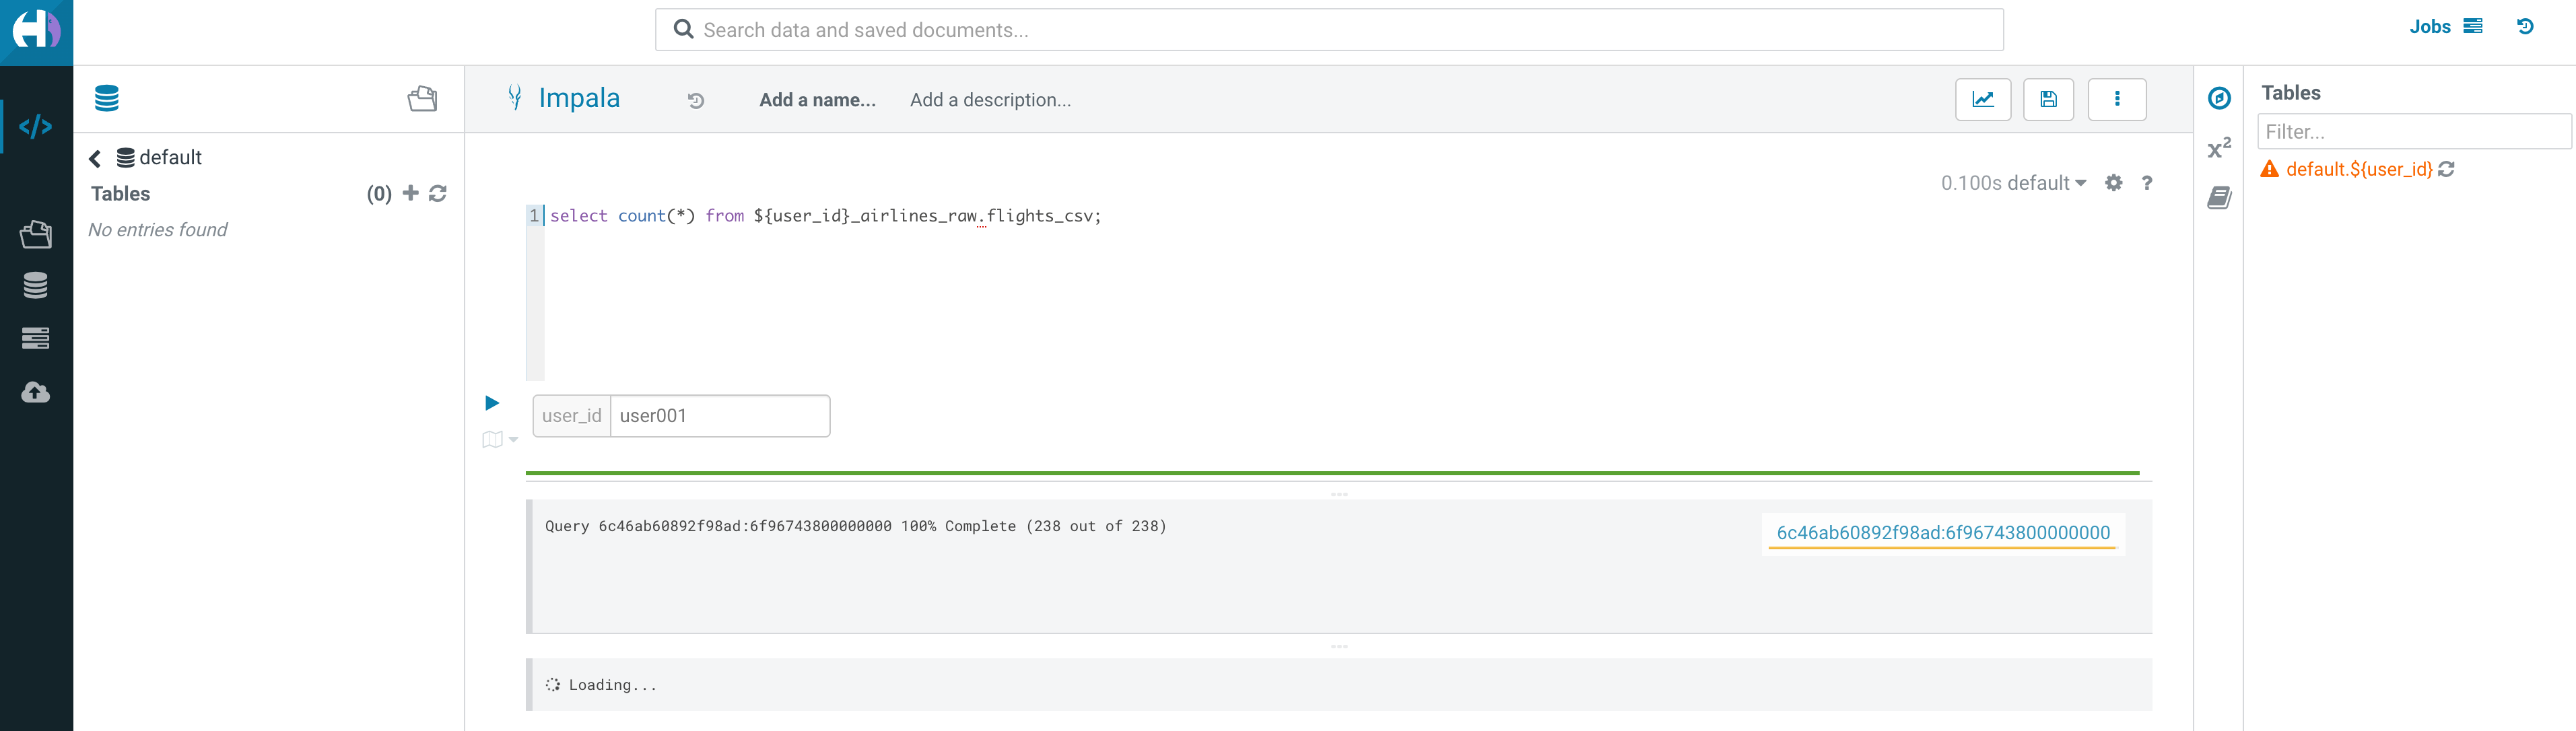 Search data and saved documents...
Jobs
Impala
Add a name...
Add a description...
default
Tables
(0)
No entries found
0.100s default
?
1
select count(*) from ${user_id}_airlines_raw.flights_csv;
user_id
user001
Query 6c46ab60892f98ad:6f96743800000000 100% Complete (238 out of 238)
6c46ab60892f98ad:6f96743800000000
Loading...
x²
Tables
Filter...
default.${user_id}